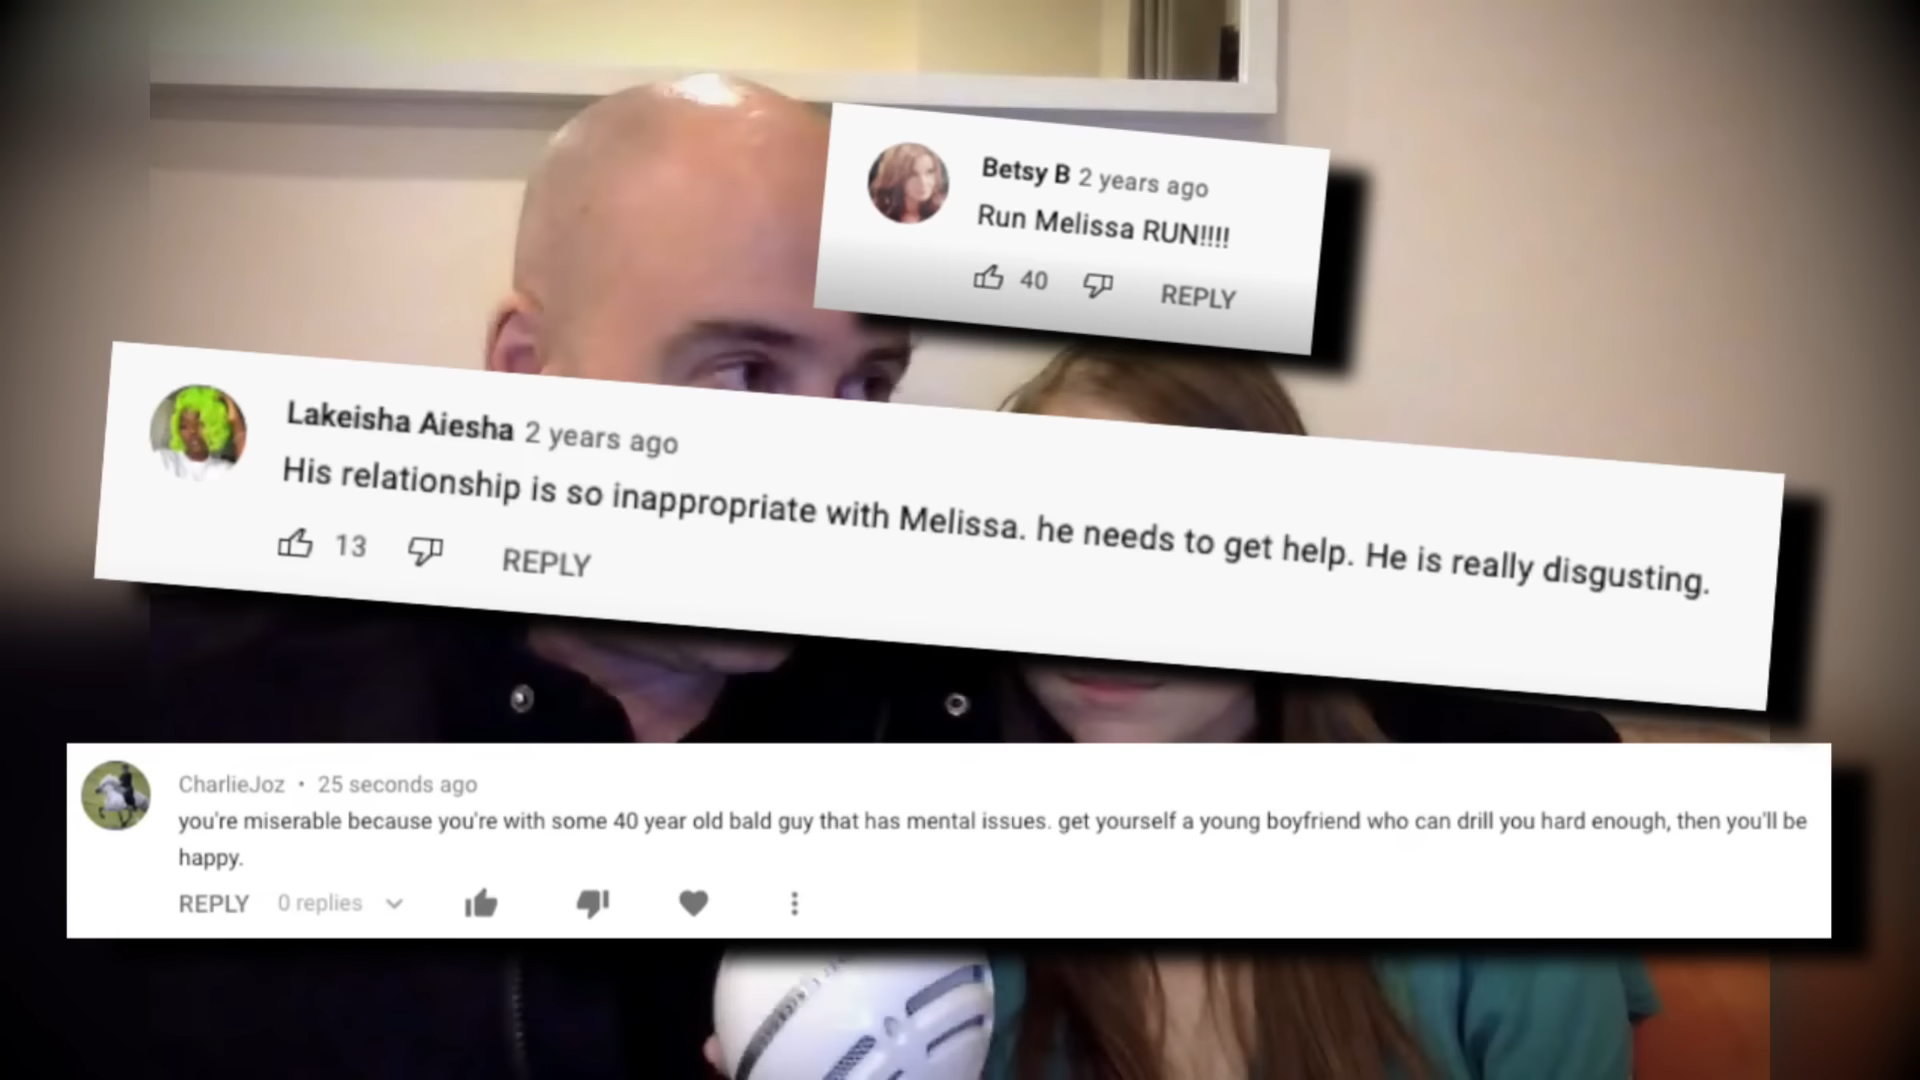 Betsy B 2 years ago
Run Melissa RUN!!!!
40 REPLY
Lakeisha Aiesha 2 years ago
His relationship is so inappropriate with Melissa. he needs to get help. He is really disgusting.
13 REPLY
CharlieJoz • 25 seconds ago
you're miserable because you're with some 40 year old bald guy that has mental issues. get yourself a young boyfriend who can drill you hard enough, then you'll be
happy.
REPLY 0 replies